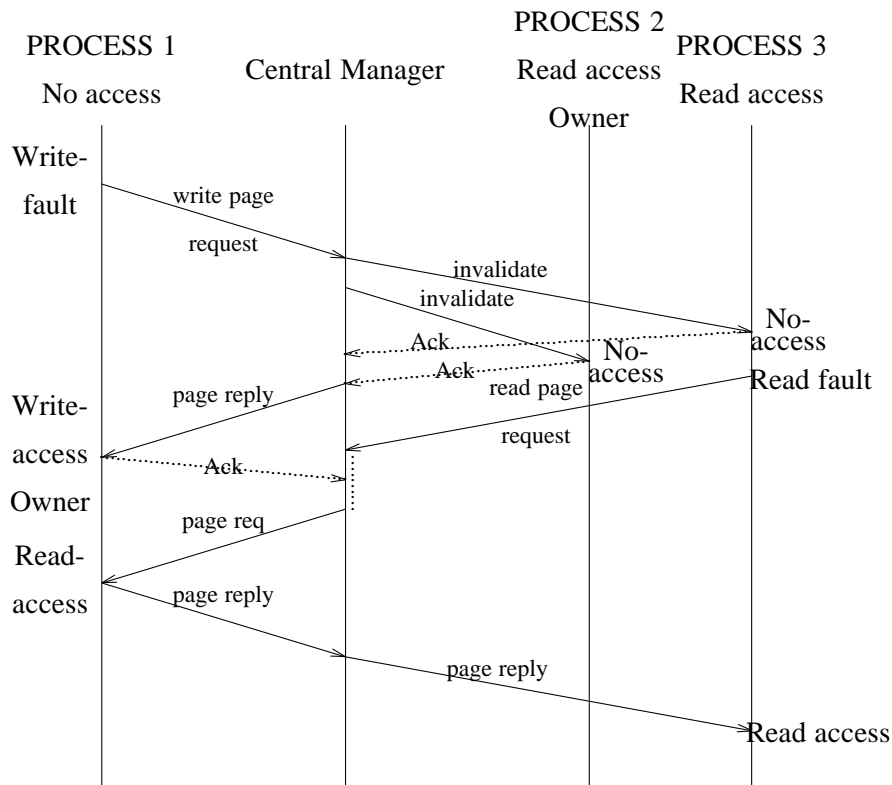 PROCESS 1
No access
Central Manager
PROCESS 2
Read access
Owner
PROCESS 3
Read access
Write-
fault
write page
request
invalidate
invalidate
No-
access
Ack
No-
access
Ack
Read fault
read page
request
page reply
Write-
access
Owner
Ack
page req
Read-
access
page reply
page reply
Read access